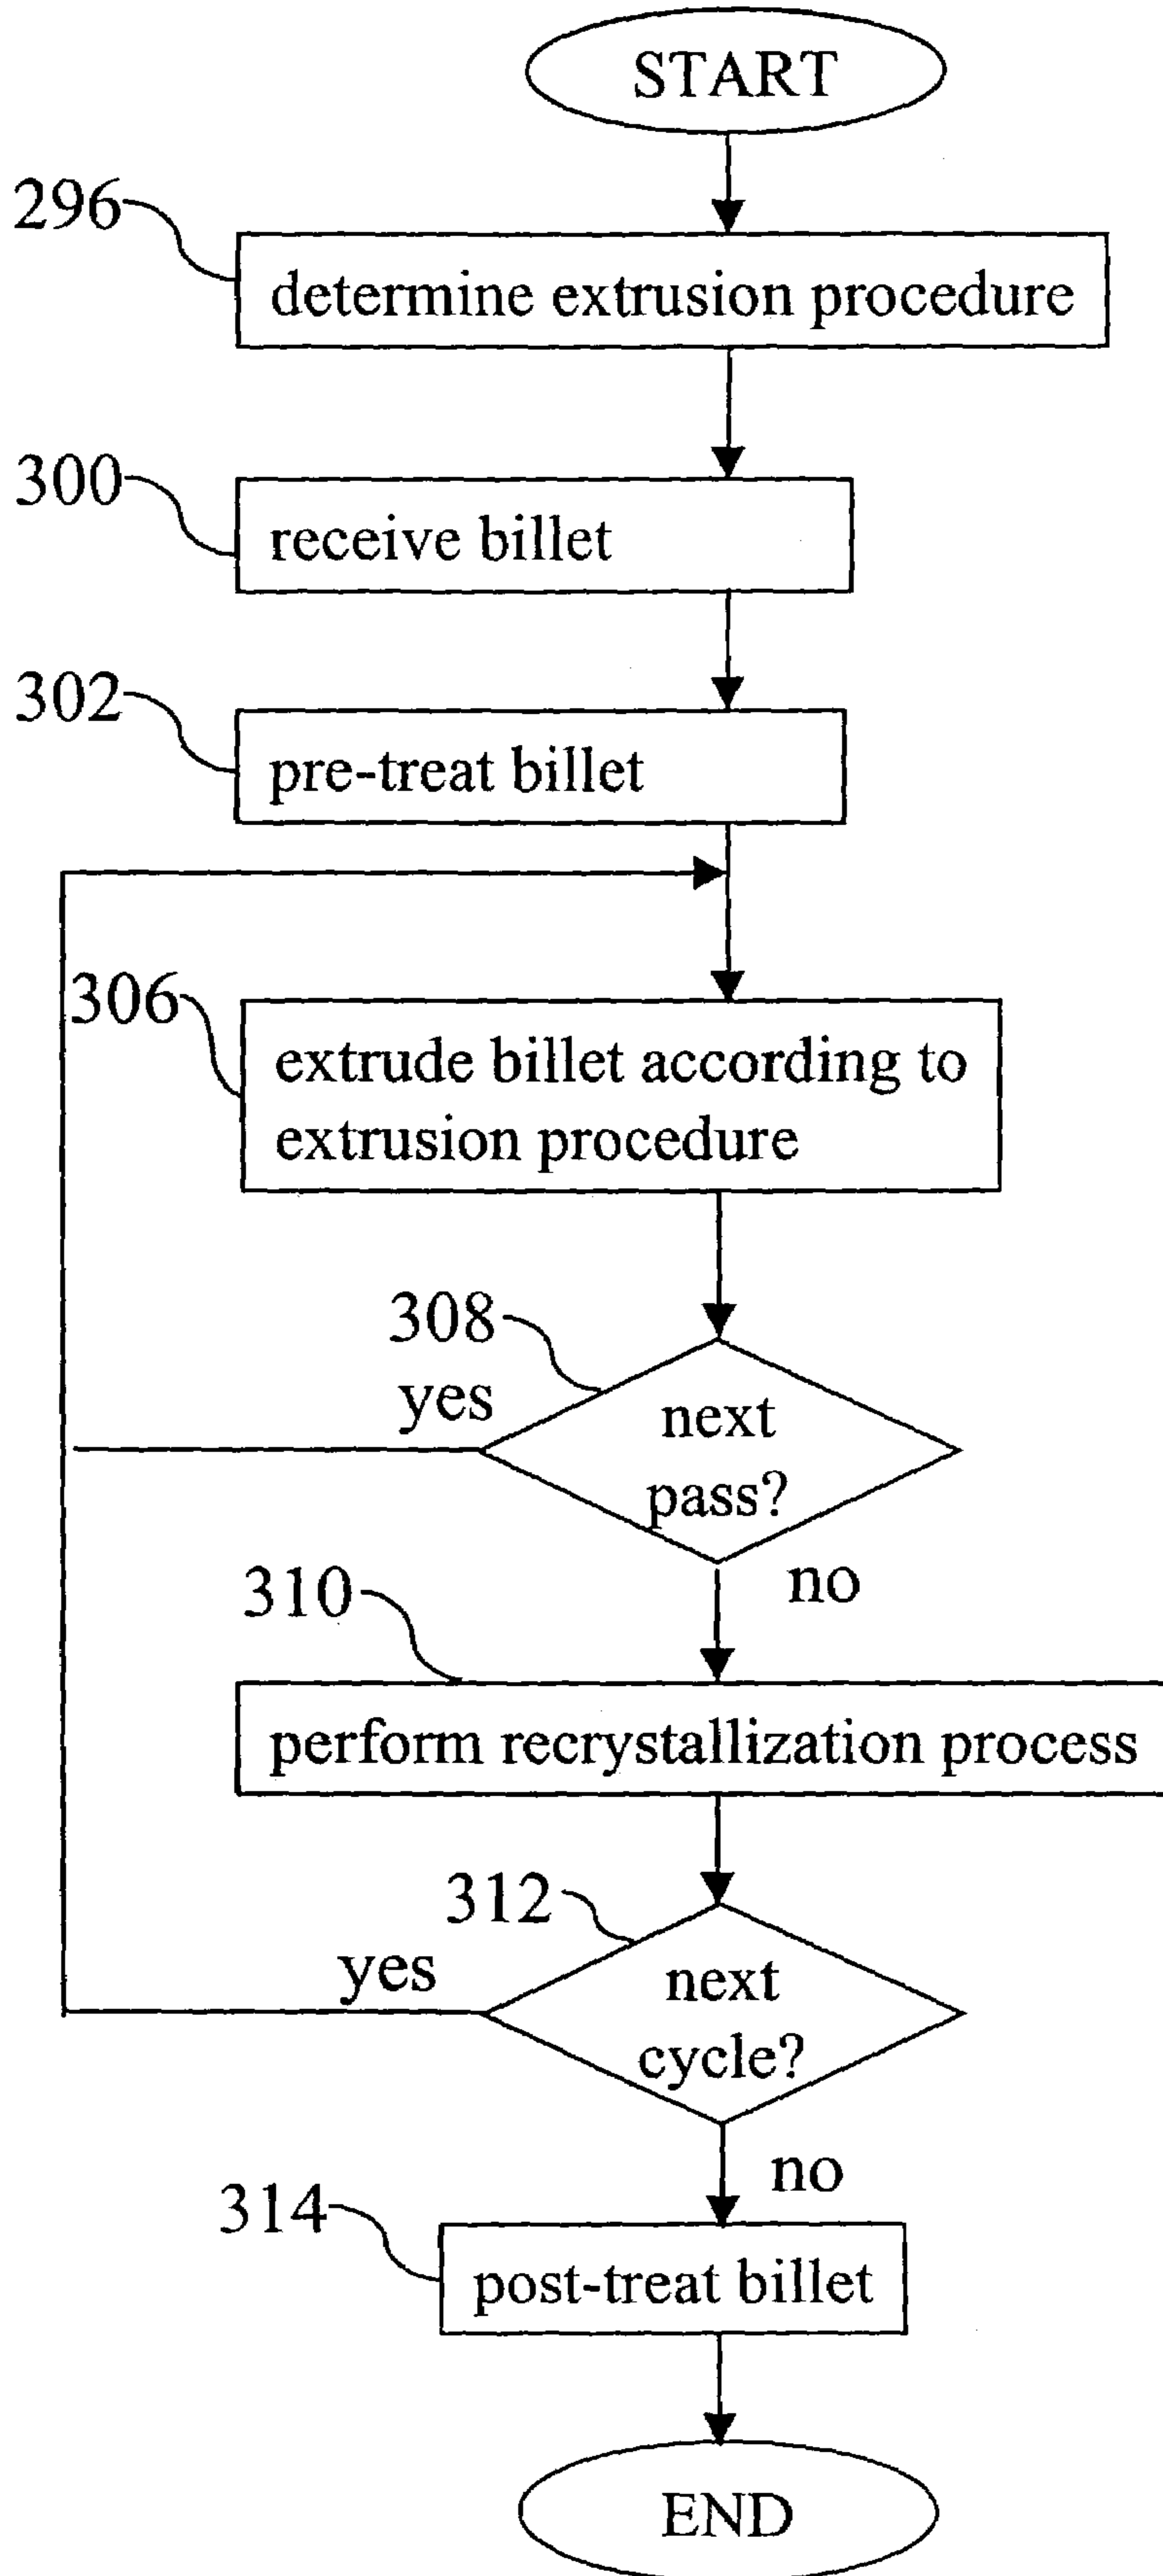 START
296
determine extrusion procedure
300
receive billet
302
pre-treat billet
306
extrude billet according to
extrusion procedure
308
yes
next
pass?
no
310
perform recrystallization process
312
yes
next
cycle?
no
314
post-treat billet
END